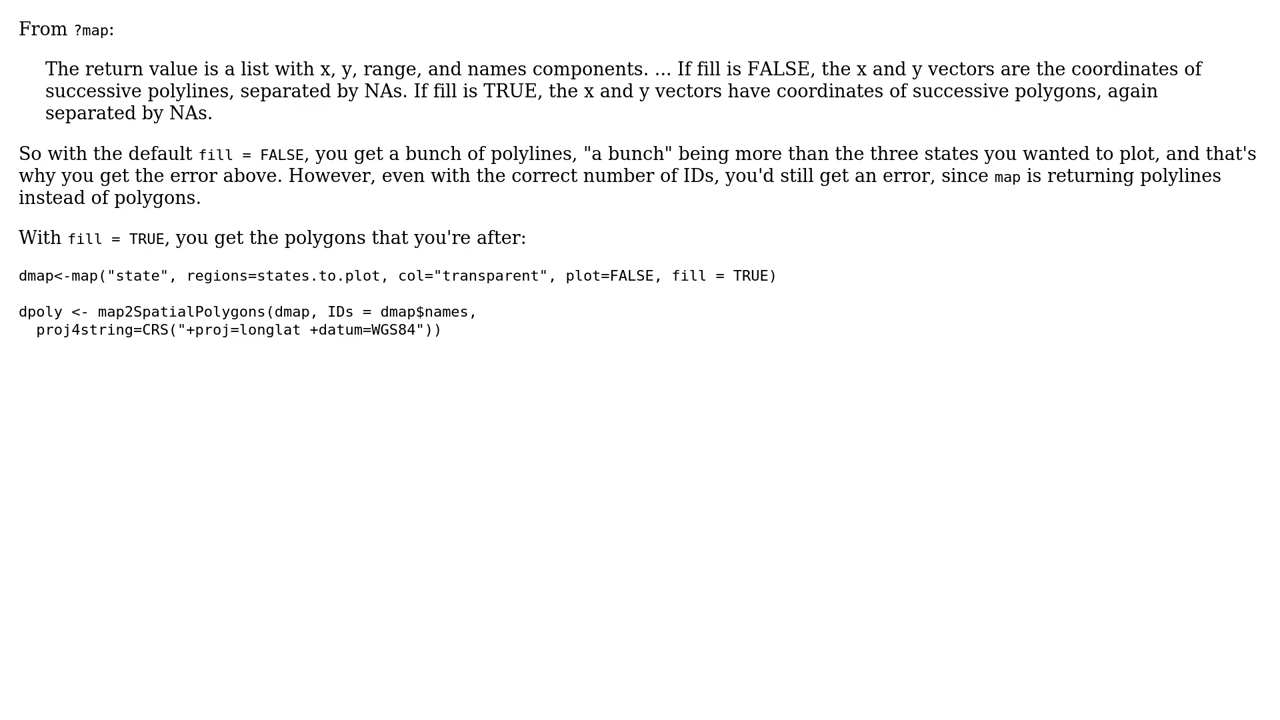 From ?map:
The return value is a list with x, y, range, and names components. ... If fill is FALSE, the x and y vectors are the coordinates of
successive polylines, separated by NAs. If fill is TRUE, the x and y vectors have coordinates of successive polygons, again
separated by NAs.
So with the default fill = FALSE, you get a bunch of polylines, "a bunch" being more than the three states you wanted to plot, and that's
why you get the error above. However, even with the correct number of IDs, you'd still get an error, since map is returning polylines
instead of polygons.
With fill = TRUE, you get the polygons that you're after:
dmap<-map("state", regions=states.to.plot, col="transparent", plot=FALSE, fill = TRUE)
dpoly <- map2SpatialPolygons(dmap, IDs = dmap$names,
  proj4string=CRS("+proj=longlat +datum=WGS84"))